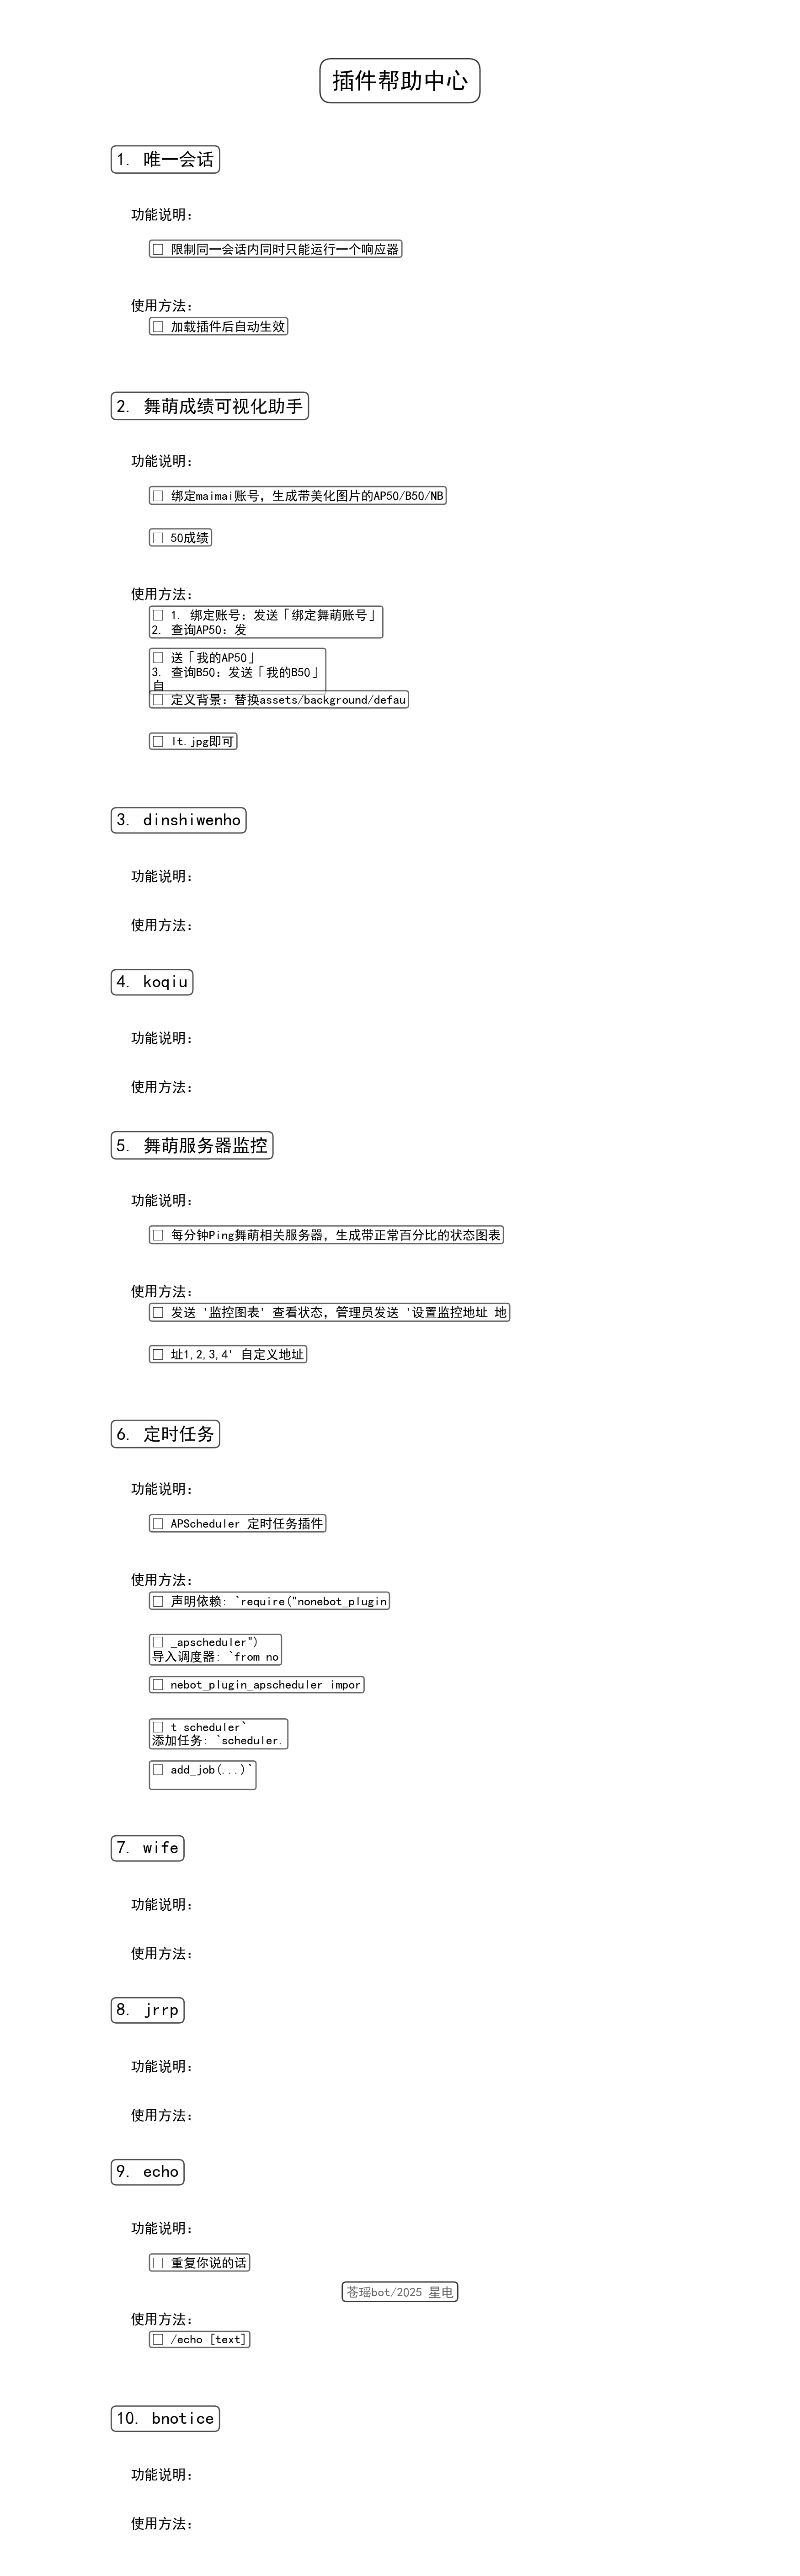 插件帮助中心
1. 唯一会话
功能说明：
□ 限制同一会话内同时只能运行一个响应器
使用方法：
□ 加载插件后自动生效
2. 舞萌成绩可视化助手
功能说明：
□ 绑定maimai账号，生成带美化图片的AP50/B50/NB
□ 50成绩
使用方法：
□ 1. 绑定账号：发送「绑定舞萌账号」
2. 查询AP50：发
□ 送「我的AP50」
3. 查询B50：发送「我的B50」
自
□ 定义背景：替换assets/background/defau
□ lt.jpg即可
3. dinshiwenho
功能说明：
使用方法：
4. koqiu
功能说明：
使用方法：
5. 舞萌服务器监控
功能说明：
□ 每分钟Ping舞萌相关服务器，生成带正常百分比的状态图表
使用方法：
□ 发送 '监控图表' 查看状态，管理员发送 '设置监控地址 地
□ 址1,2,3,4' 自定义地址
6. 定时任务
功能说明：
□ APScheduler 定时任务插件
使用方法：
□ 声明依赖: `require("nonebot_plugin
□ _apscheduler")
导入调度器: `from no
□ nebot_plugin_apscheduler impor
□ t scheduler`
添加任务: `scheduler.
□ add_job(...)`
7. wife
功能说明：
使用方法：
8. jrrp
功能说明：
使用方法：
9. echo
功能说明：
□ 重复你说的话
苍瑶bot/2025 星电
使用方法：
□ /echo [text]
10. bnotice
功能说明：
使用方法：